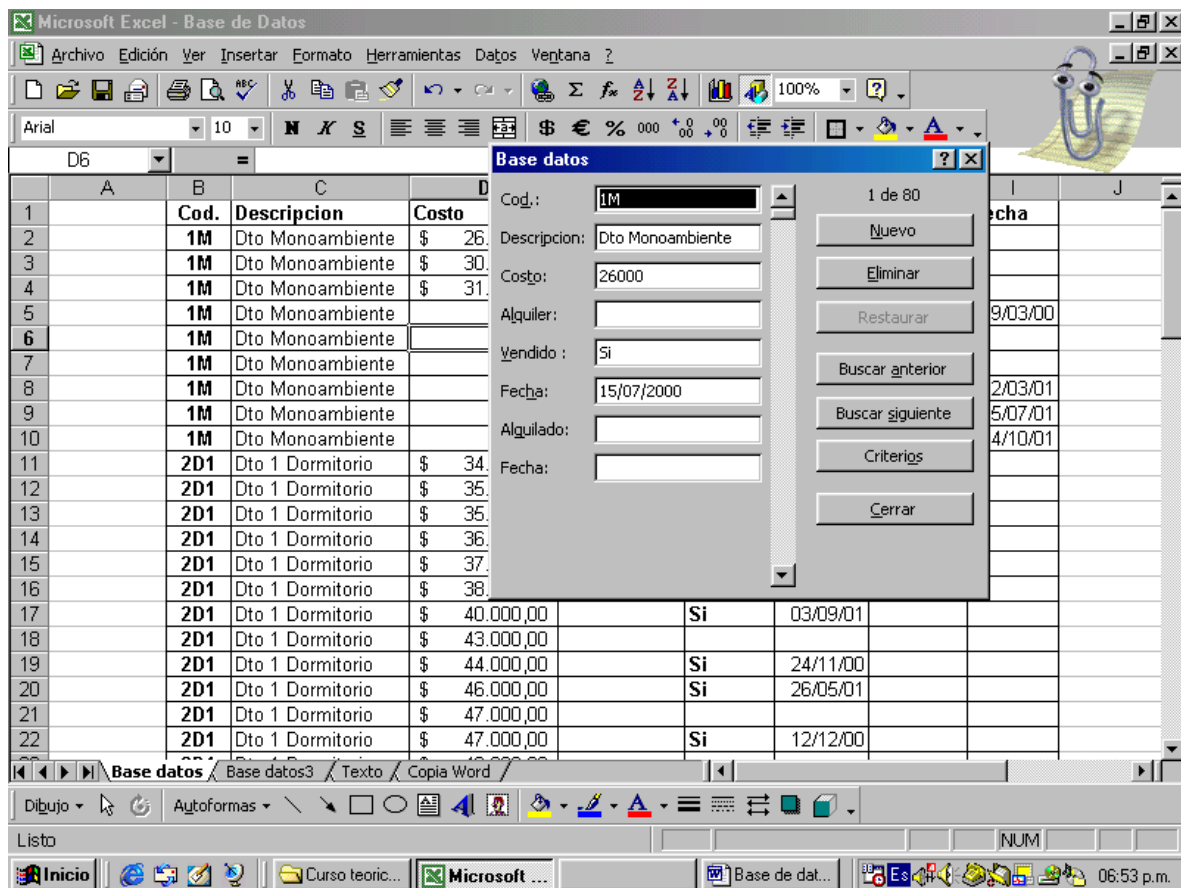 Microsoft Excel - Base de Datos
Archivo Edición Ver Insertar Formato Herramientas Datos Ventana ?
100%
Arial 10 N K S $ € % 000
D6 =
A B C D I J
1 Cod. Descripcion Costo echa
2 1M Dto Monoambiente $ 26.
3 1M Dto Monoambiente $ 30.
4 1M Dto Monoambiente $ 31.
5 1M Dto Monoambiente 9/03/00
6 1M Dto Monoambiente
7 1M Dto Monoambiente
8 1M Dto Monoambiente 2/03/01
9 1M Dto Monoambiente 5/07/01
10 1M Dto Monoambiente 4/10/01
11 2D1 Dto 1 Dormitorio $ 34.
12 2D1 Dto 1 Dormitorio $ 35.
13 2D1 Dto 1 Dormitorio $ 35.
14 2D1 Dto 1 Dormitorio $ 36.
15 2D1 Dto 1 Dormitorio $ 37.
16 2D1 Dto 1 Dormitorio $ 38.
17 2D1 Dto 1 Dormitorio $ 40.000,00 Si 03/09/01
18 2D1 Dto 1 Dormitorio $ 43.000,00
19 2D1 Dto 1 Dormitorio $ 44.000,00 Si 24/11/00
20 2D1 Dto 1 Dormitorio $ 46.000,00 Si 26/05/01
21 2D1 Dto 1 Dormitorio $ 47.000,00
22 2D1 Dto 1 Dormitorio $ 47.000,00 Si 12/12/00
Base datos
Cod.: 1M
Descripcion: Dto Monoambiente
Costo: 26000
Alquiler:
Vendido : Si
Fecha: 15/07/2000
Alquilado:
Fecha:
1 de 80
Nuevo
Eliminar
Restaurar
Buscar anterior
Buscar siguiente
Criterios
Cerrar
Base datos Base datos3 Texto Copia Word
Dibujo Autoformas
Listo NUM
Inicio Curso teoric... Microsoft ... Base de dat... Es 06:53 p.m.